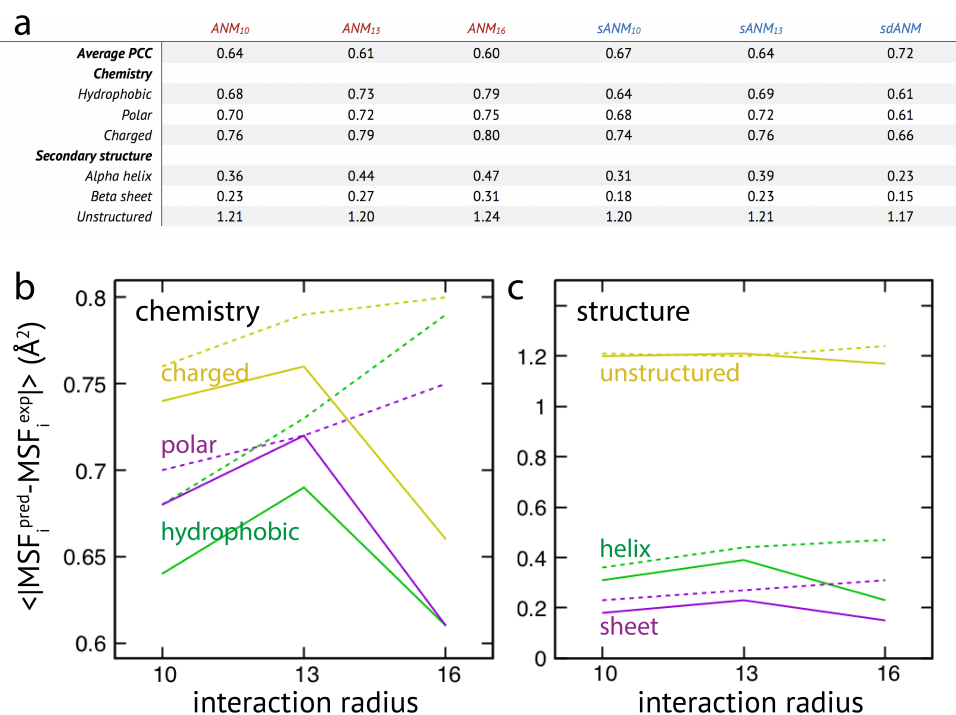 a
ANM10 ANM13 ANM16 sANM10 sANM13 sdANM
Average PCC 0.64 0.61 0.60 0.67 0.64 0.72
Chemistry
Hydrophobic 0.68 0.73 0.79 0.64 0.69 0.61
Polar 0.70 0.72 0.75 0.68 0.72 0.61
Charged 0.76 0.79 0.80 0.74 0.76 0.66
Secondary structure
Alpha helix 0.36 0.44 0.47 0.31 0.39 0.23
Beta sheet 0.23 0.27 0.31 0.18 0.23 0.15
Unstructured 1.21 1.20 1.24 1.20 1.21 1.17
b
<|MSFi^pred-MSFi^exp|> (Å²)
0.8
0.75
0.7
0.65
0.6
chemistry
charged
polar
hydrophobic
10 13 16
interaction radius
c
1.2
1
0.8
0.6
0.4
0.2
0
structure
unstructured
helix
sheet
10 13 16
interaction radius